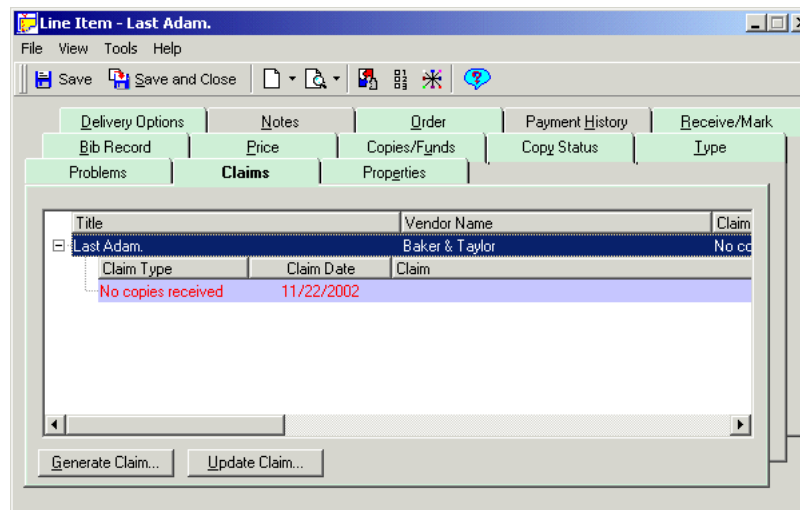 Line Item - Last Adam.
File View Tools Help
Save Save and Close
Delivery Options Notes Order Payment History Receive/Mark
Bib Record Price Copies/Funds Copy Status Type
Problems Claims Properties
Title Vendor Name Claim
Last Adam. Baker & Taylor No co
Claim Type Claim Date Claim
No copies received 11/22/2002
Generate Claim... Update Claim...